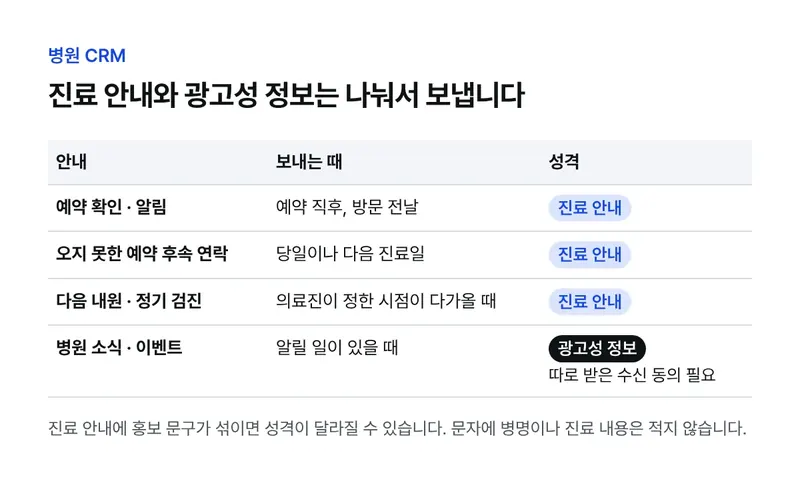 병원 CRM
진료 안내와 광고성 정보는 나눠서 보냅니다
안내 보내는 때 성격
예약 확인 · 알림 예약 직후, 방문 전날 진료 안내
오지 못한 예약 후속 연락 당일이나 다음 진료일 진료 안내
다음 내원 · 정기 검진 의료진이 정한 시점이 다가올 때 진료 안내
병원 소식 · 이벤트 알릴 일이 있을 때 광고성 정보
따로 받은 수신 동의 필요
진료 안내에 홍보 문구가 섞이면 성격이 달라질 수 있습니다. 문자에 병명이나 진료 내용은 적지 않습니다.